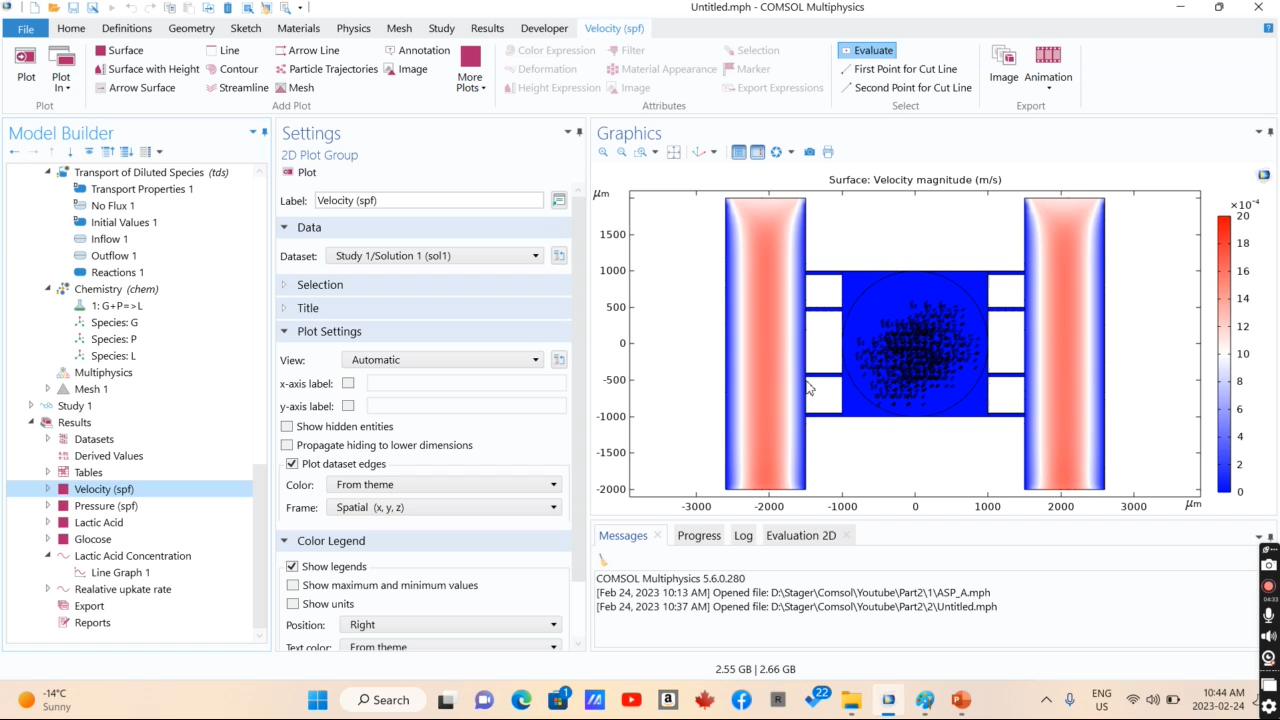 Untitled.mph - COMSOL Multiphysics
File Home Definitions Geometry Sketch Materials Physics Mesh Study Results Developer Velocity (spf)
Plot
Plot In
Plot
Surface
Surface with Height
Arrow Surface
Line
Contour
Streamline
Arrow Line
Particle Trajectories
Mesh
Annotation
Image
More Plots
Add Plot
Color Expression
Deformation
Height Expression
Filter
Material Appearance
Image
Selection
Marker
Export Expressions
Attributes
Evaluate
First Point for Cut Line
Second Point for Cut Line
Select
Image
Animation
Export
Model Builder
Transport of Diluted Species (tds)
Transport Properties 1
No Flux 1
Initial Values 1
Inflow 1
Outflow 1
Reactions 1
Chemistry (chem)
1: G+P=>L
Species: G
Species: P
Species: L
Multiphysics
Mesh 1
Study 1
Results
Datasets
Derived Values
Tables
Velocity (spf)
Pressure (spf)
Lactic Acid
Glocose
Lactic Acid Concentration
Line Graph 1
Realative upkate rate
Export
Reports
Settings
2D Plot Group
Plot
Label: Velocity (spf)
Data
Dataset: Study 1/Solution 1 (sol1)
Selection
Title
Plot Settings
View: Automatic
x-axis label:
y-axis label:
Show hidden entities
Propagate hiding to lower dimensions
Plot dataset edges
Color: From theme
Frame: Spatial (x, y, z)
Color Legend
Show legends
Show maximum and minimum values
Show units
Position: Right
Text color: From theme
Graphics
Surface: Velocity magnitude (m/s)
μm
1500
1000
500
0
-500
-1000
-1500
-2000
-3000 -2000 -1000 0 1000 2000 3000 μm
×10⁻⁴
20
18
16
14
12
10
8
6
4
2
0
Messages Progress Log Evaluation 2D
COMSOL Multiphysics 5.6.0.280
[Feb 24, 2023 10:13 AM] Opened file: D:\Stager\Comsol\Youtube\Part2\1\ASP_A.mph
[Feb 24, 2023 10:37 AM] Opened file: D:\Stager\Comsol\Youtube\Part2\2\Untitled.mph
2.55 GB | 2.66 GB
04:33
-14°C
Sunny
Search
1
22
ENG
US
10:44 AM
2023-02-24